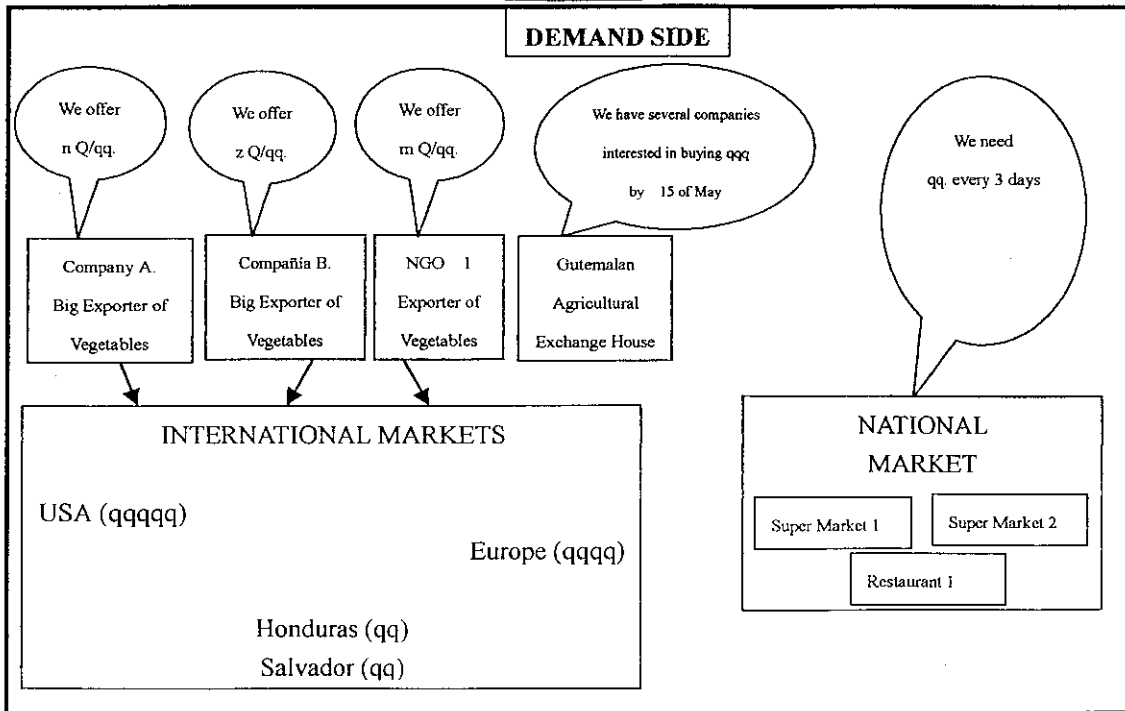 DEMAND SIDE
We offer
n Q/qq.
We offer
z Q/qq.
We offer
m Q/qq.
We have several companies
interested in buying qqq
by 15 of May
We need
qq. every 3 days
Company A.
Big Exporter of
Vegetables
Compañia B.
Big Exporter of
Vegetables
NGO 1
Exporter of
Vegetables
Gutemalan
Agricultural
Exchange House
INTERNATIONAL MARKETS
USA (qqqqq)
Europe (qqqq)
Honduras (qq)
Salvador (qq)
NATIONAL
MARKET
Super Market 1
Super Market 2
Restaurant 1